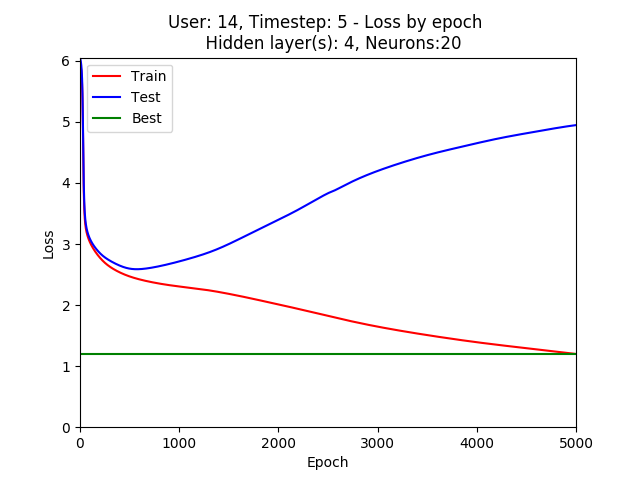 User: 14, Timestep: 5 - Loss by epoch
Hidden layer(s): 4, Neurons:20
Train
Test
Best
Loss
6
5
4
3
2
1
0
0 1000 2000 3000 4000 5000
Epoch